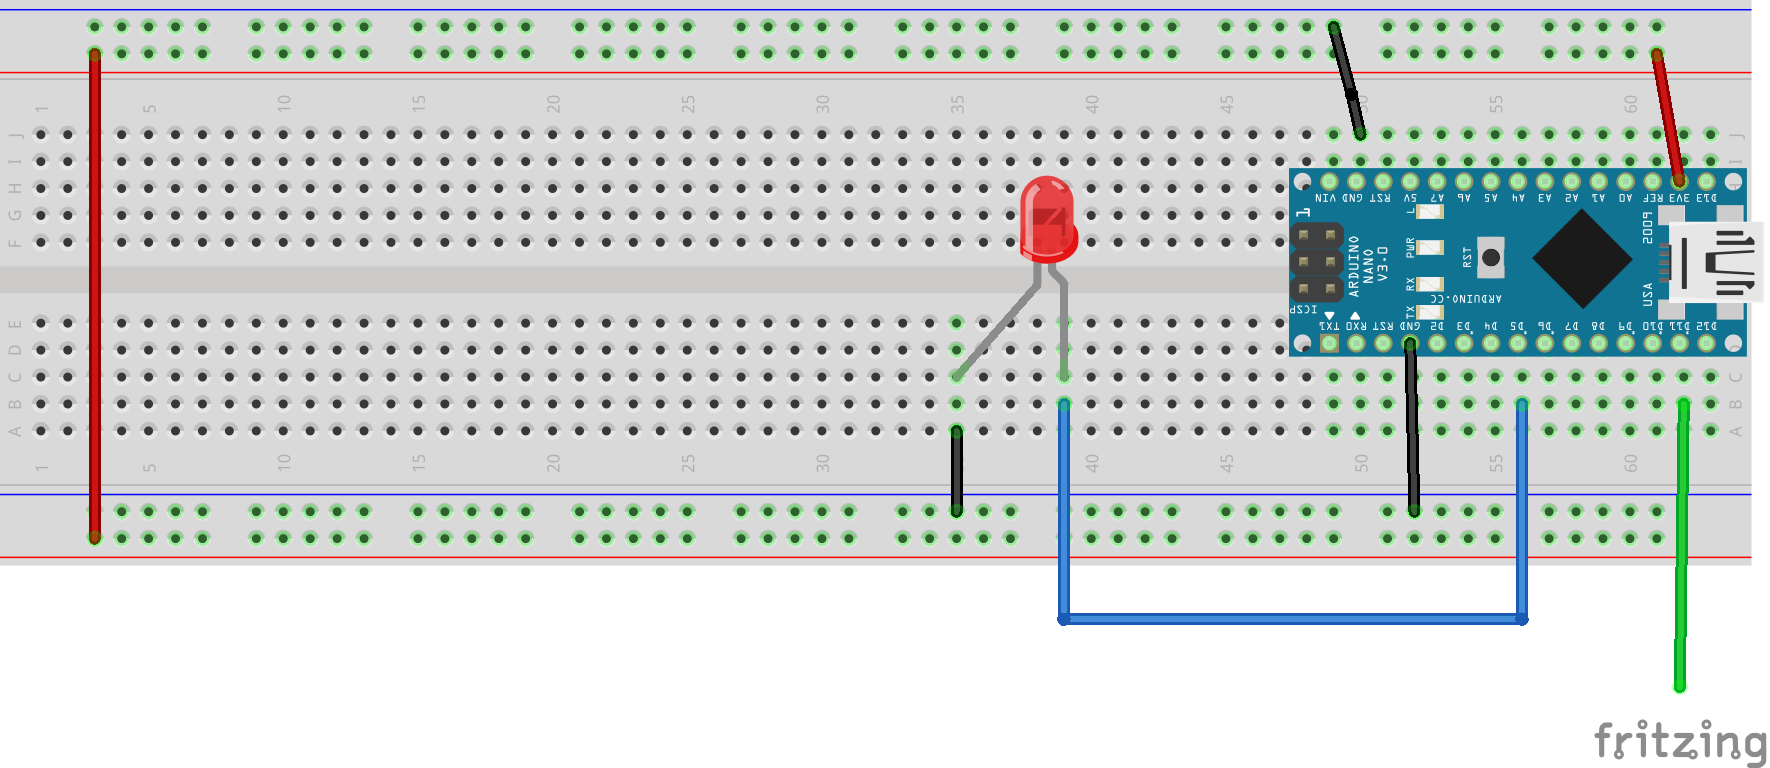 1 5 10 15 20 25 30 35 40 45 50 55 60
J J
I I
H
G
F
VIN GND RST 5V A7 A6 A5 A4 A3 A2 A1 A0 REF 3V3 D13
1
L
PWR
RX
TX
RST
ARDUINO
NANO
V3.0
ARDUINO.CC
2009
USA
ICSP
TX1 RX0 RST GND D2 D3 D4 D5 D6 D7 D8 D9 D10 D11 D12
E
D
C C
B B
A A
1 5 10 15 20 25 30 35 40 45 50 55 60
fritzing